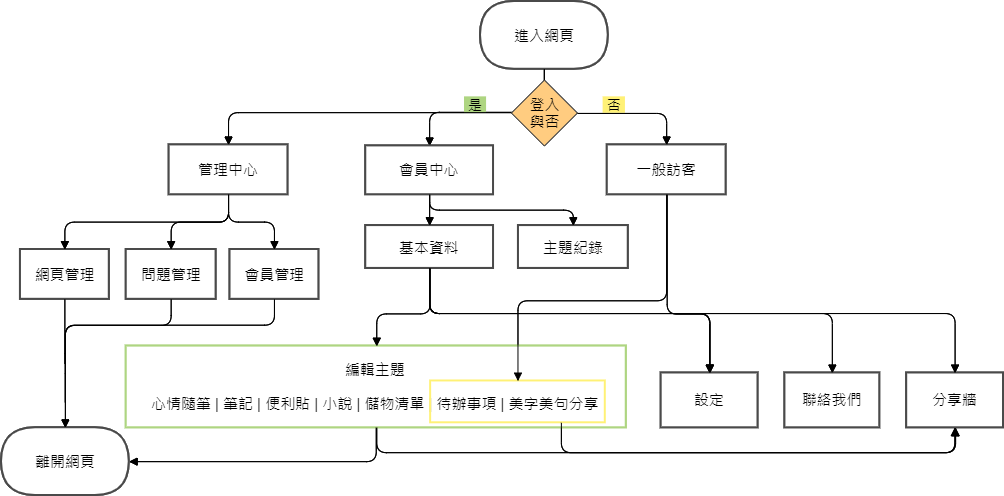 進入網頁
登入
與否
是
否
管理中心
會員中心
一般訪客
網頁管理
問題管理
會員管理
基本資料
主題紀錄
編輯主題
心情隨筆 | 筆記 | 便利貼 | 小說 | 儲物清單
待辦事項 | 美字美句分享
設定
聯絡我們
分享牆
離開網頁